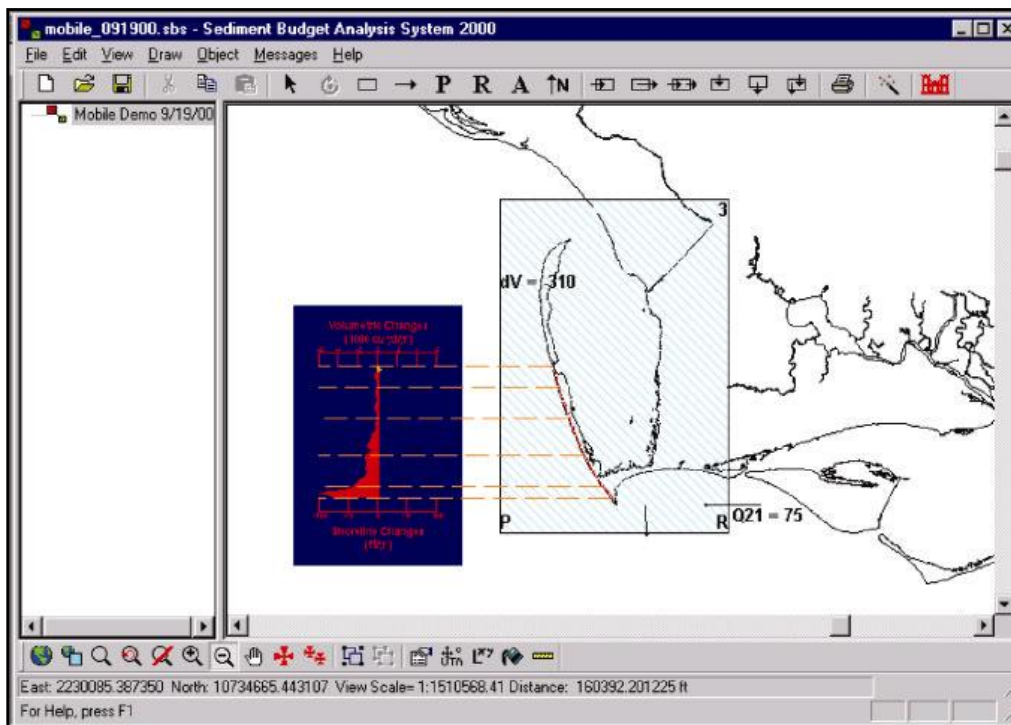 mobile_091900.sbs - Sediment Budget Analysis System 2000
File Edit View Draw Object Messages Help
P R A N
Mobile Demo 9/19/00
3
dV = 310
Volumetric Changes
Shoreline Changes
P
R
Q21 = 75
East: 2230085.387350 North: 10734665.443107 View Scale= 1:1510568.41 Distance: 160392.201225 ft
For Help, press F1